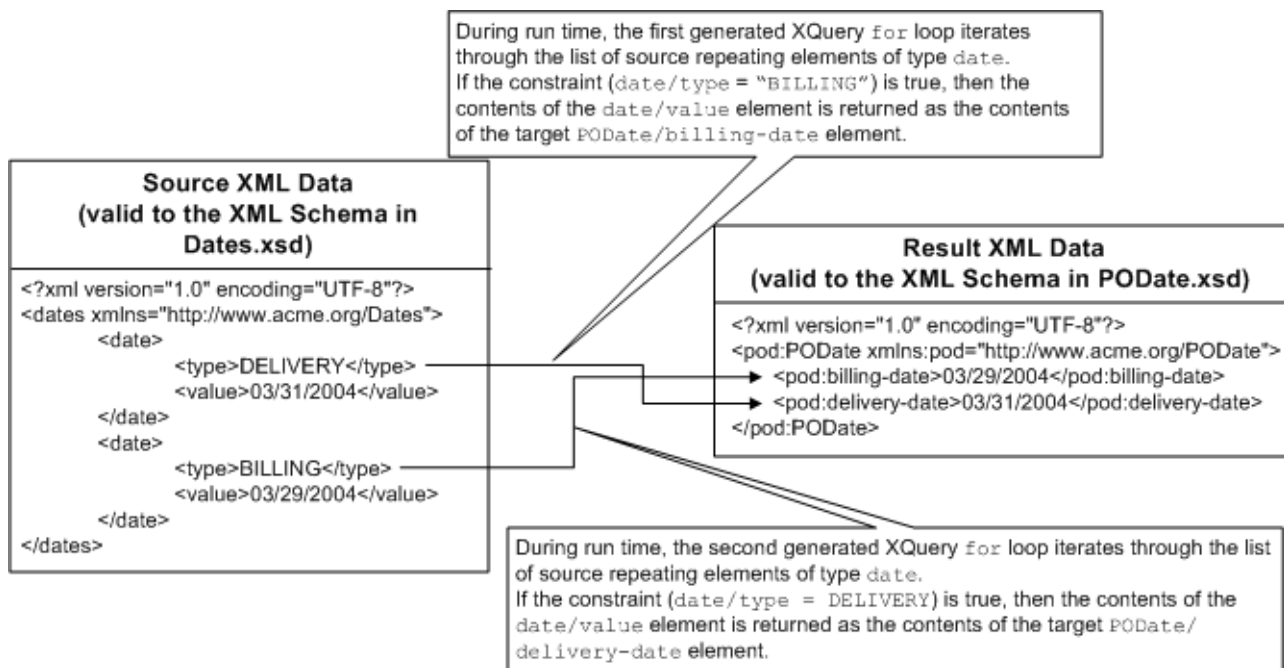 During run time, the first generated XQuery for loop iterates
through the list of source repeating elements of type date.
If the constraint (date/type = “BILLING”) is true, then the
contents of the date/value element is returned as the contents
of the target PODate/billing-date element.
Source XML Data
(valid to the XML Schema in
Dates.xsd)
<?xml version="1.0" encoding="UTF-8"?>
<dates xmlns="http://www.acme.org/Dates">
<date>
<type>DELIVERY</type>
<value>03/31/2004</value>
</date>
<date>
<type>BILLING</type>
<value>03/29/2004</value>
</date>
</dates>
Result XML Data
(valid to the XML Schema in PODate.xsd)
<?xml version="1.0" encoding="UTF-8"?>
<pod:PODate xmlns:pod="http://www.acme.org/PODate">
<pod:billing-date>03/29/2004</pod:billing-date>
<pod:delivery-date>03/31/2004</pod:delivery-date>
</pod:PODate>
During run time, the second generated XQuery for loop iterates through the list
of source repeating elements of type date.
If the constraint (date/type = DELIVERY) is true, then the contents of the
date/value element is returned as the contents of the target PODate/
delivery-date element.